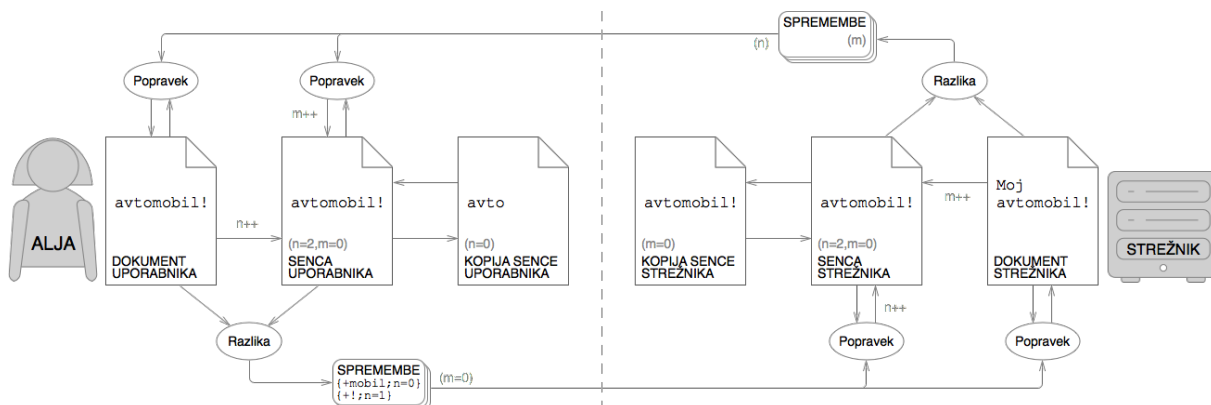 SPREMEMBE
(m)
(n)
Popravek
Popravek
Razlika
m++
Moj
avtomobil!
avtomobil!
avto
avtomobil!
avtomobil!
avtomobil!
m++
n++
ALJA
(n=2,m=0)
(n=0)
(m=0)
(n=2,m=0)
STREŽNIK
DOKUMENT
UPORABNIKA
SENCA
UPORABNIKA
KOPIJA SENCE
UPORABNIKA
KOPIJA SENCE
STREŽNIKA
SENCA
STREŽNIKA
DOKUMENT
STREŽNIKA
n++
Razlika
Popravek
Popravek
SPREMEMBE
{+mobil;n=0}
{+!;n=1}
(m=0)